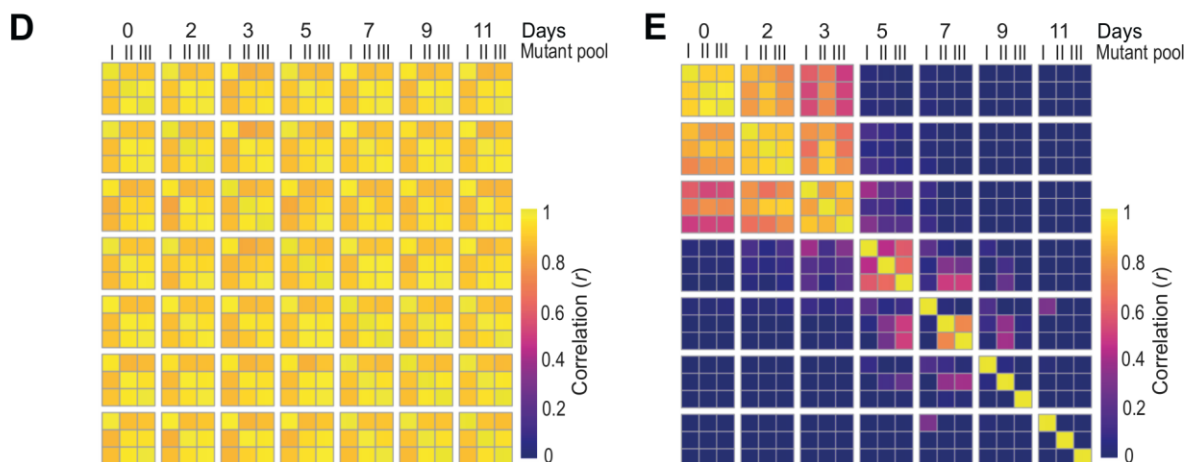 D
0 2 3 5 7 9 11 Days
I II III I II III I II III I II III I II III I II III I II III Mutant pool
1
0.8
0.6
0.4
0.2
0
Correlation (r)
E
0 2 3 5 7 9 11 Days
I II III I II III I II III I II III I II III I II III I II III Mutant pool
1
0.8
0.6
0.4
0.2
0
Correlation (r)